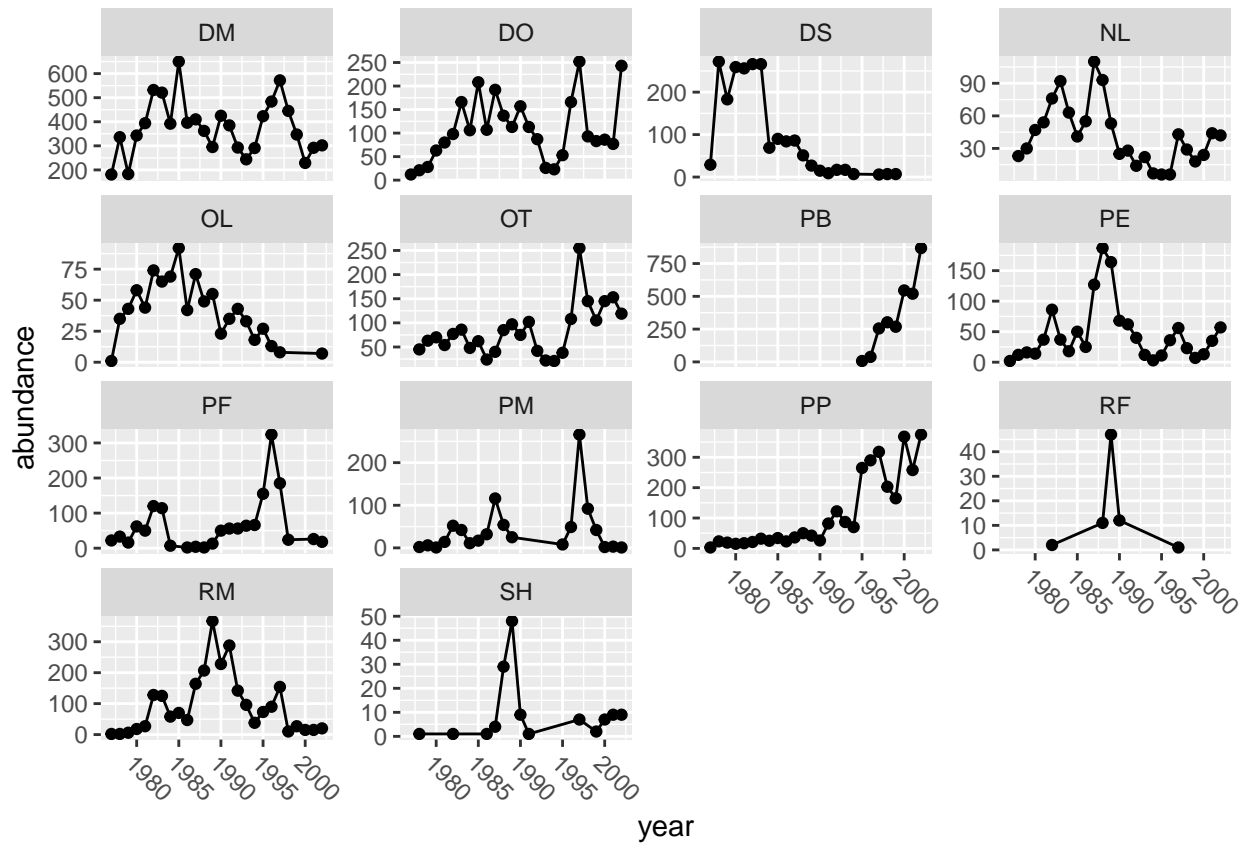 DM DO DS NL
600 500 400 300 200
250 200 150 100 50 0
200 100 0
90 60 30
OL OT PB PE
75 50 25 0
250 200 150 100 50
750 500 250 0
150 100 50 0
PF PM PP RF
300 200 100 0
200 100 0
300 200 100 0
40 30 20 10 0
1980 1985 1990 1995 2000
1980 1985 1990 1995 2000
RM SH
300 200 100 0
50 40 30 20 10 0
1980 1985 1990 1995 2000
1980 1985 1990 1995 2000
abundance
year